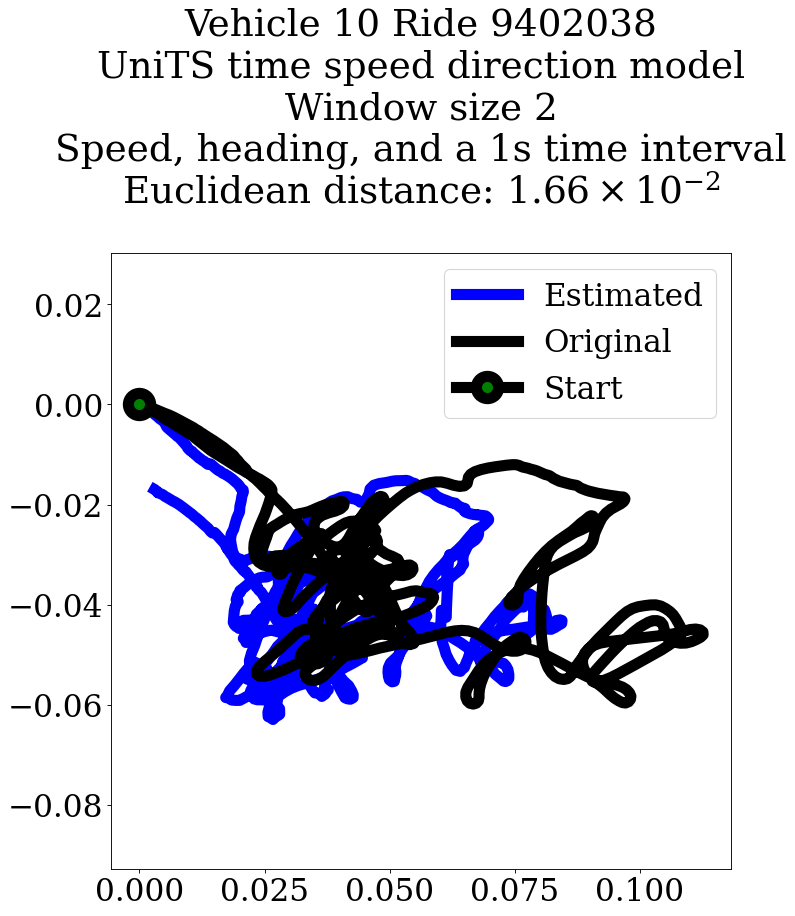 Vehicle 10 Ride 9402038
UniTS time speed direction model
Window size 2
Speed, heading, and a 1s time interval
Euclidean distance: 1.66 × 10⁻²
Estimated
Original
Start
0.02
0.00
−0.02
−0.04
−0.06
−0.08
0.000 0.025 0.050 0.075 0.100